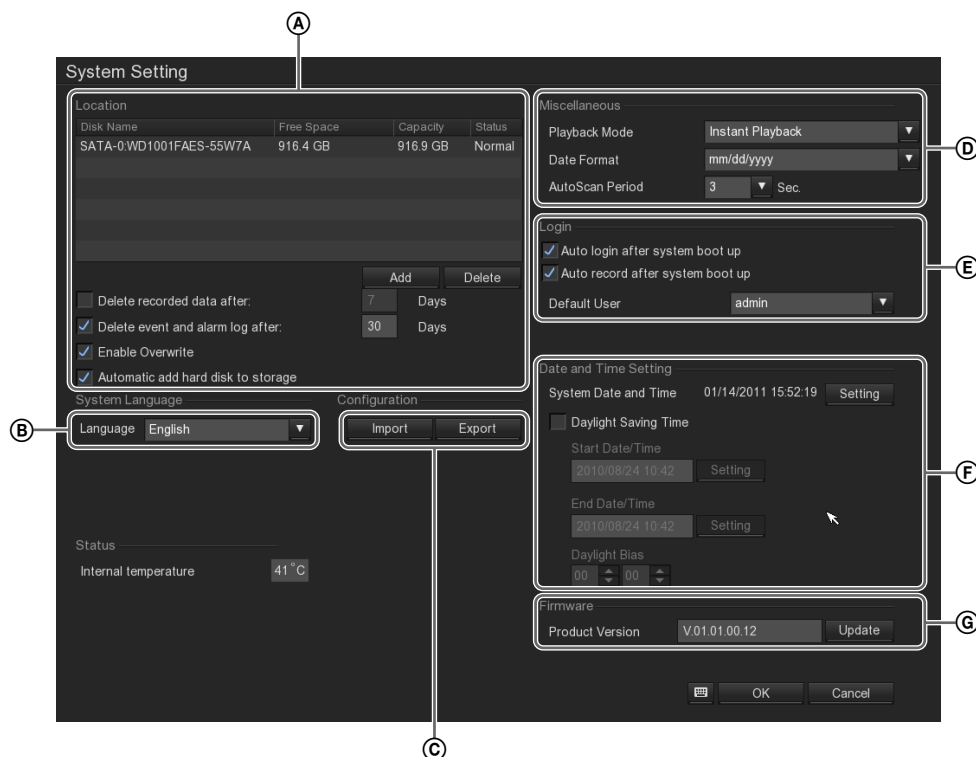 A
System Setting
Location
Disk Name Free Space Capacity Status
SATA-0:WD1001FAES-55W7A 916.4 GB 916.9 GB Normal
Add Delete
Delete recorded data after: 7 Days
Delete event and alarm log after: 30 Days
Enable Overwrite
Automatic add hard disk to storage
System Language
B
Language English
Configuration
Import Export
Status
Internal temperature 41°C
Miscellaneous
Playback Mode Instant Playback
Date Format mm/dd/yyyy
AutoScan Period 3 Sec.
D
Login
Auto login after system boot up
Auto record after system boot up
Default User admin
E
Date and Time Setting
System Date and Time 01/14/2011 15:52:19 Setting
Daylight Saving Time
Start Date/Time
2010/08/24 10:42 Setting
End Date/Time
2010/08/24 10:42 Setting
Daylight Bias
00 00
F
Firmware
Product Version V.01.01.00.12 Update
G
OK Cancel
C